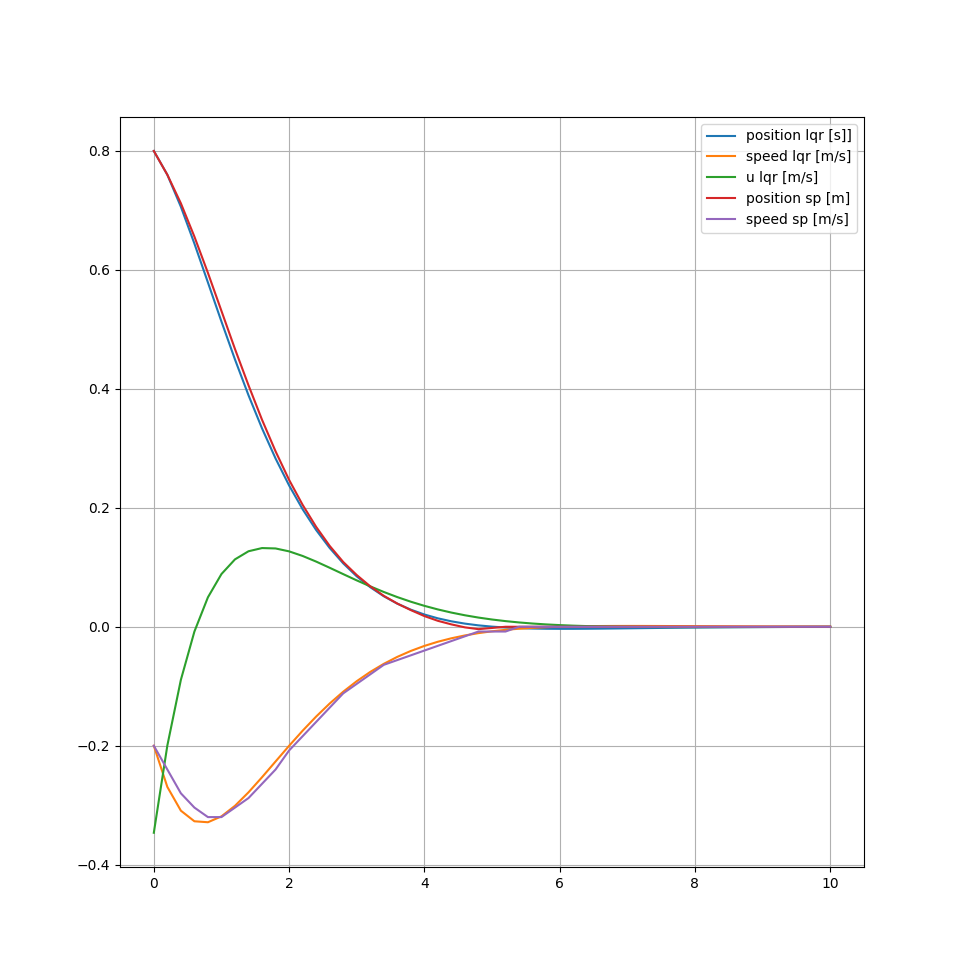 0.8
0.6
0.4
0.2
0.0
−0.2
−0.4
0
2
4
6
8
10
position lqr [s]]
speed lqr [m/s]
u lqr [m/s]
position sp [m]
speed sp [m/s]